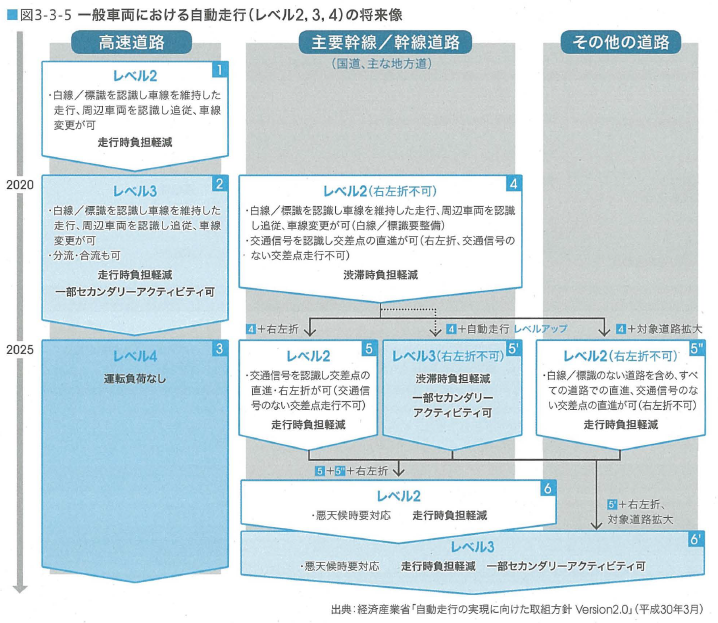 ■図3-3-5 一般車両における自動走行（レベル2, 3, 4）の将来像
高速道路
主要幹線／幹線道路
（国道、主な地方道）
その他の道路
2020
2025
レベル2
1
・白線／標識を認識し車線を維持した
走行、周辺車両を認識し追従、車線
変更が可
走行時負担軽減
レベル3
2
・白線／標識を認識し車線を維持した
走行、周辺車両を認識し追従、車線
変更が可
・分流・合流も可
走行時負担軽減
一部セカンダリーアクティビティ可
レベル4
3
運転負荷なし
レベル2（右左折不可）
4
・白線／標識を認識し車線を維持した走行、周辺車両を認識
し追従、車線変更が可（白線／標識要整備）
・交通信号を認識し交差点の直進が可（右左折、交通信号の
ない交差点走行不可）
渋滞時負担軽減
4＋右左折
4＋自動走行 レベルアップ
4＋対象道路拡大
レベル2
5
・交通信号を認識し交差点の
直進・右左折が可（交通信号
のない交差点走行不可）
走行時負担軽減
レベル3（右左折不可）
5'
渋滞時負担軽減
一部セカンダリー
アクティビティ可
レベル2（右左折不可）
5"
・白線／標識のない道路を含め、すべ
ての道路での直進、交通信号のな
い交差点の直進が可（右左折不可）
走行時負担軽減
5＋5"＋右左折
5'＋右左折、
対象道路拡大
レベル2
6
・悪天候時要対応 走行時負担軽減
レベル3
6'
・悪天候時要対応 走行時負担軽減 一部セカンダリーアクティビティ可
出典：経済産業省「自動走行の実現に向けた取組方針 Version2.0」（平成30年3月）